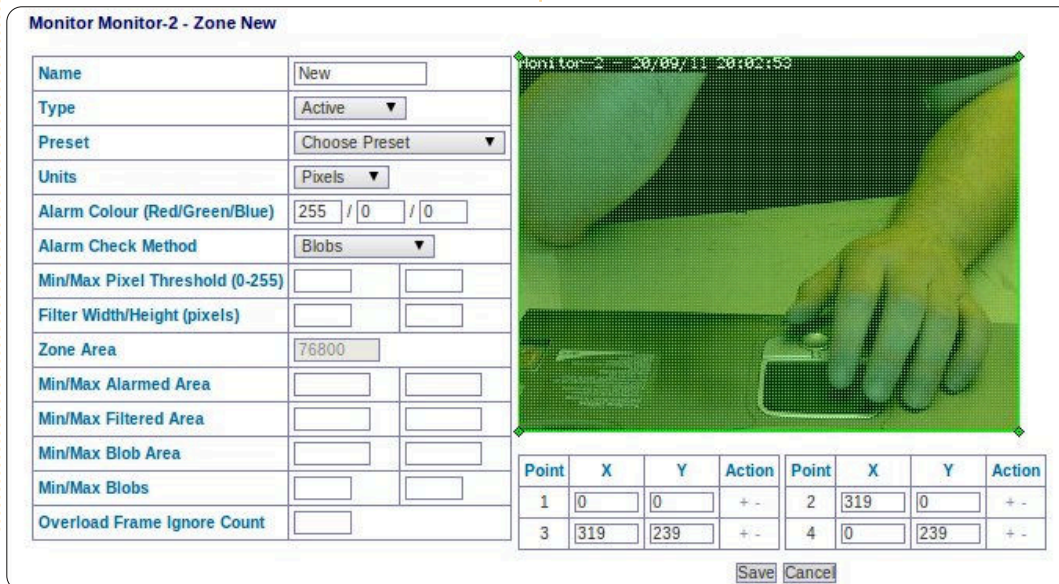 Monitor Monitor-2 - Zone New
Name New
Type Active
Preset Choose Preset
Units Pixels
Alarm Colour (Red/Green/Blue) 255 / 0 / 0
Alarm Check Method Blobs
Min/Max Pixel Threshold (0-255)
Filter Width/Height (pixels)
Zone Area 76800
Min/Max Alarmed Area
Min/Max Filtered Area
Min/Max Blob Area
Min/Max Blobs
Overload Frame Ignore Count
Monitor-2 - 20/09/11 20:02:53
Point X Y Action Point X Y Action
1 0 0 + - 2 319 0 + -
3 319 239 + - 4 0 239 + -
Save Cancel